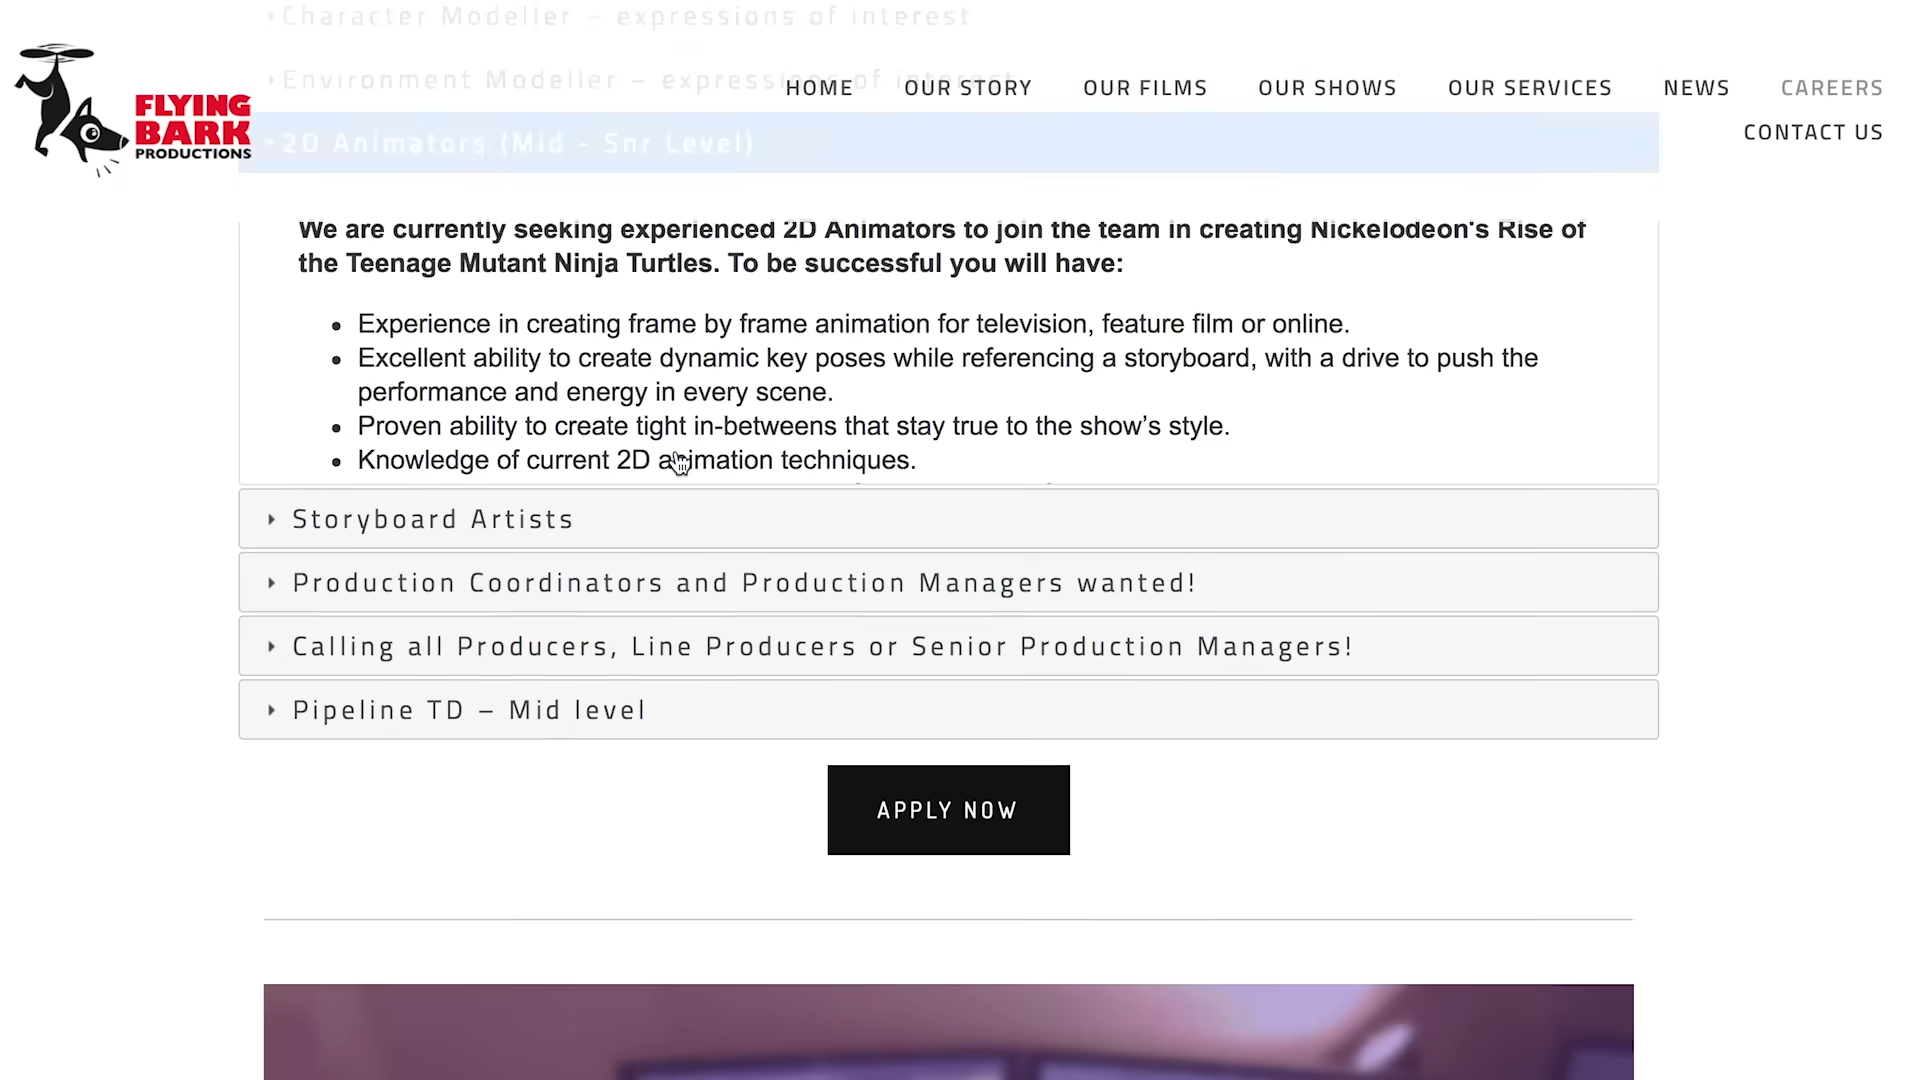 Character Modeller – expressions of interest
Environment Modeller – expressions of interest
HOME OUR STORY OUR FILMS OUR SHOWS OUR SERVICES NEWS CAREERS
CONTACT US
FLYING
BARK
PRODUCTIONS
2D Animators (Mid - Snr Level)
We are currently seeking experienced 2D Animators to join the team in creating Nickelodeon's Rise of
the Teenage Mutant Ninja Turtles. To be successful you will have:
• Experience in creating frame by frame animation for television, feature film or online.
• Excellent ability to create dynamic key poses while referencing a storyboard, with a drive to push the
performance and energy in every scene.
• Proven ability to create tight in-betweens that stay true to the show’s style.
• Knowledge of current 2D animation techniques.
Storyboard Artists
Production Coordinators and Production Managers wanted!
Calling all Producers, Line Producers or Senior Production Managers!
Pipeline TD – Mid level
APPLY NOW